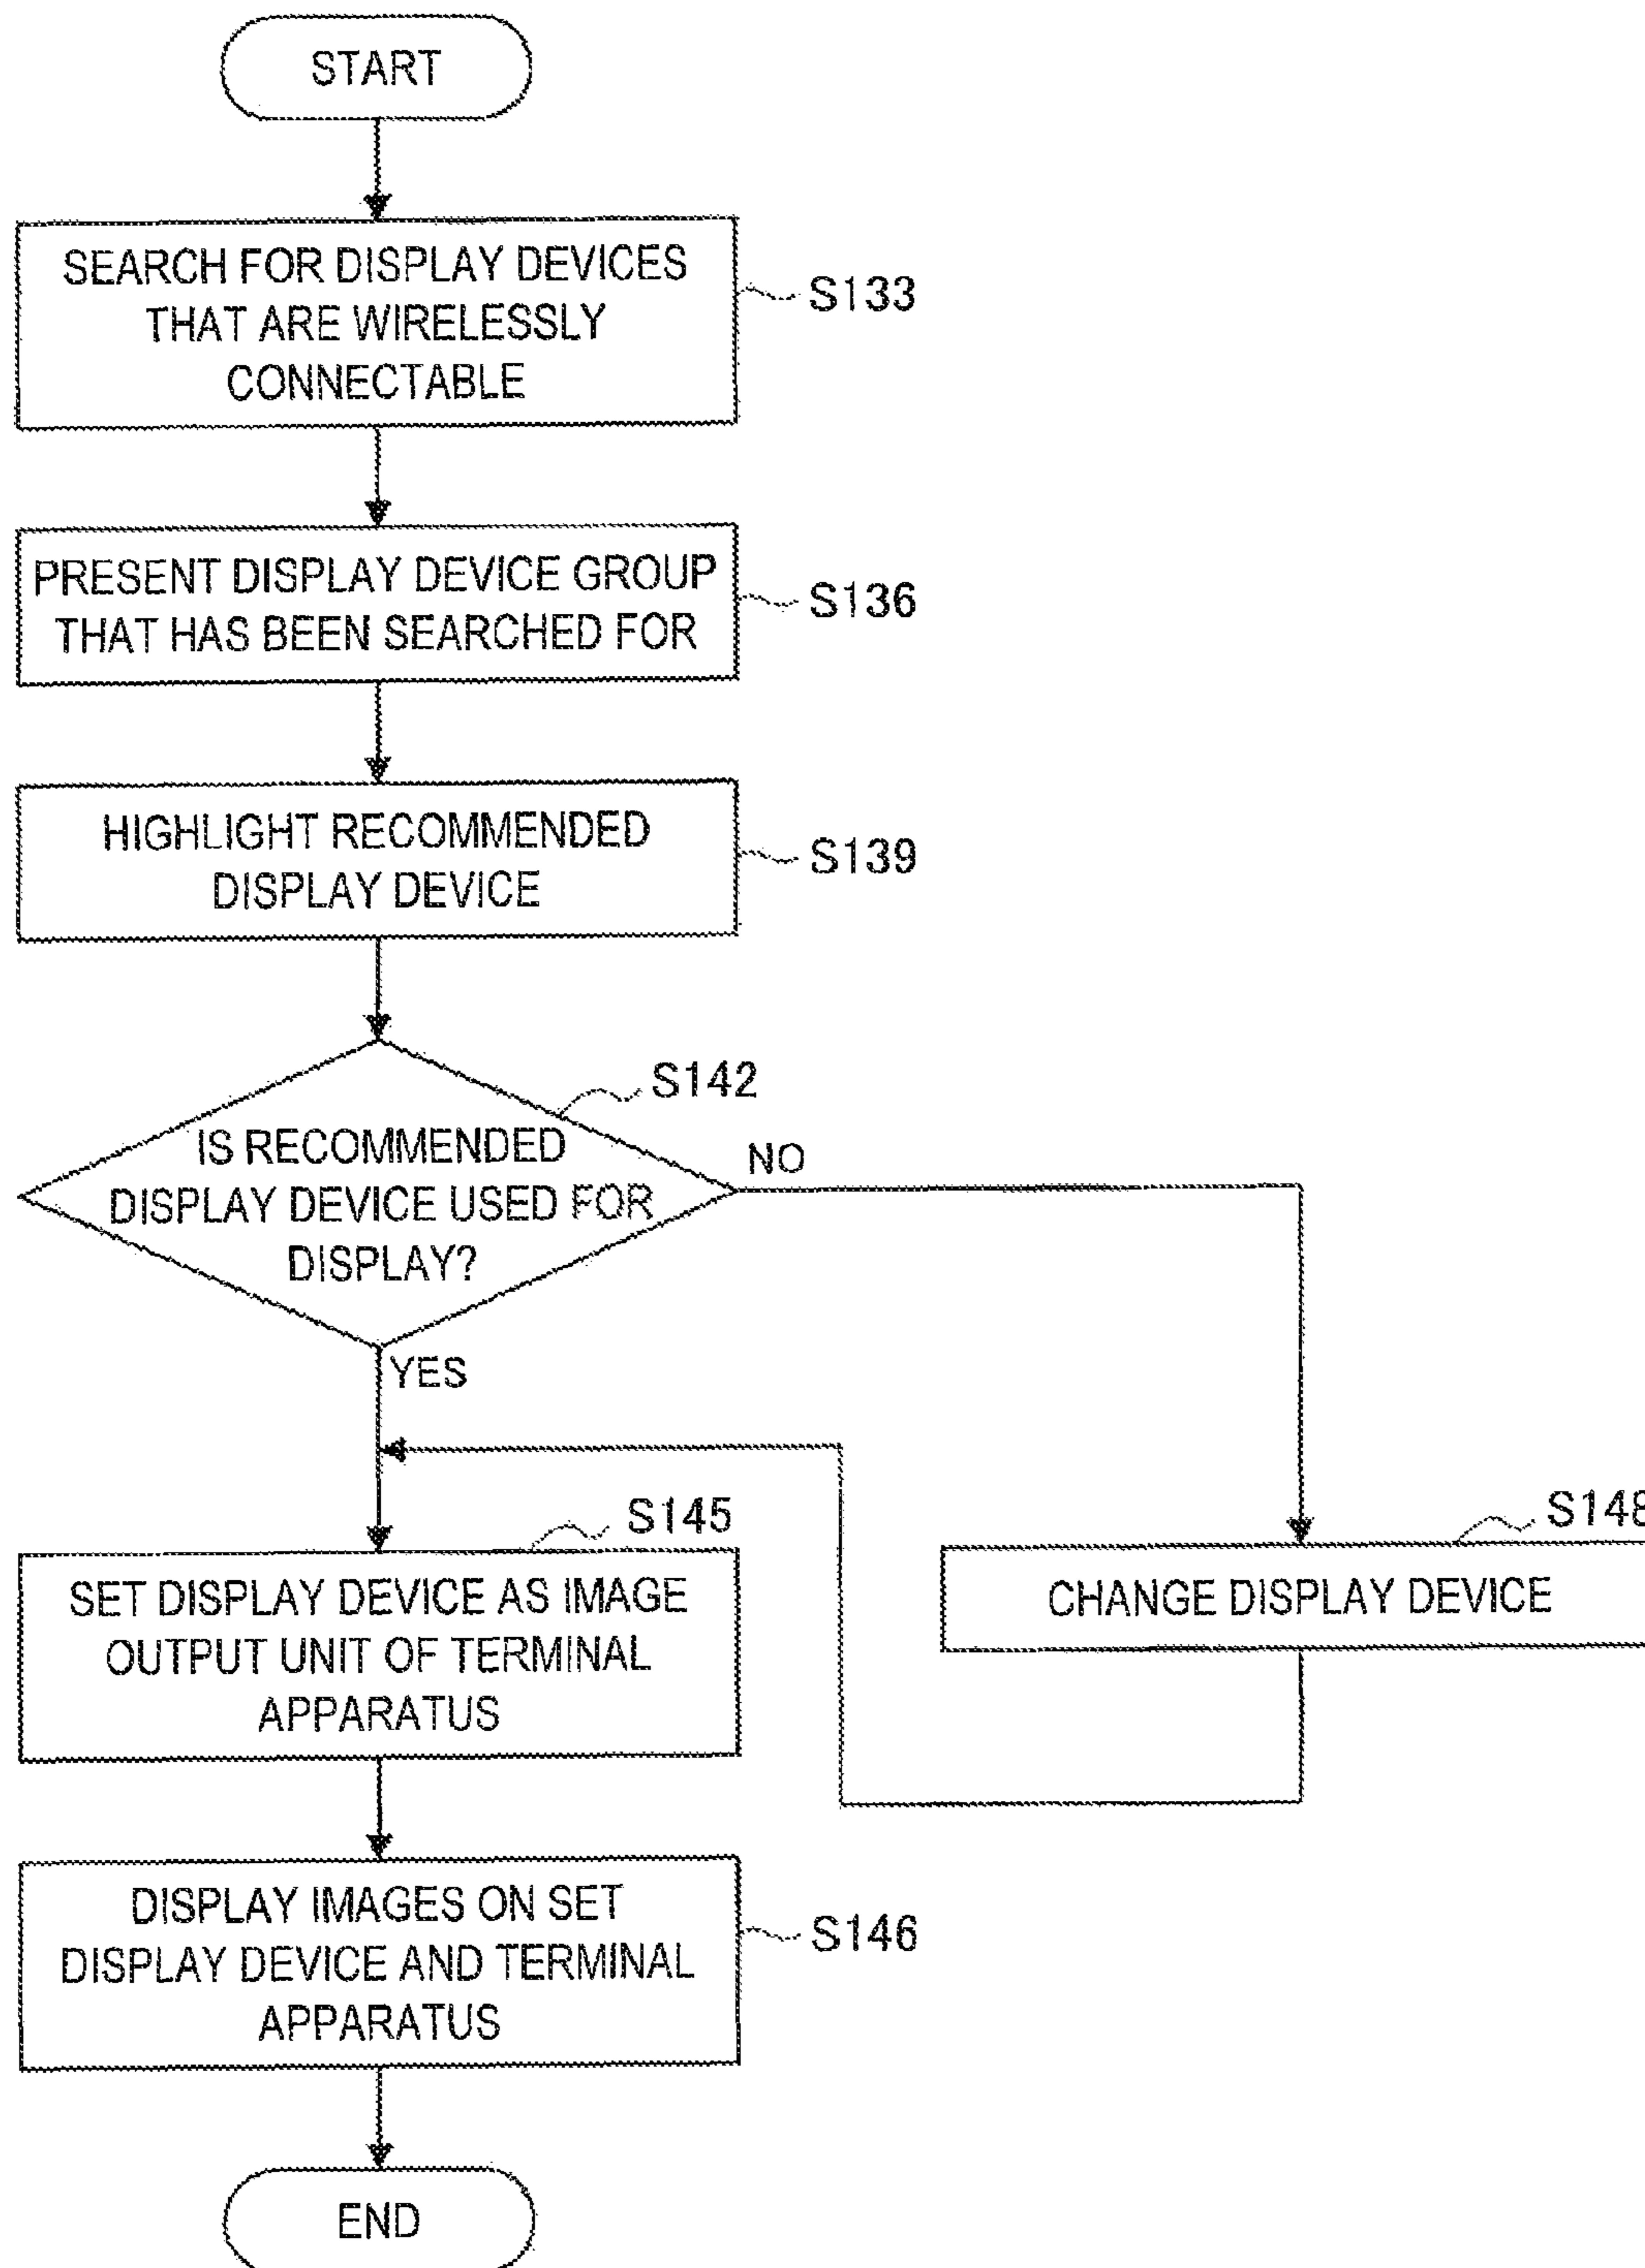 START
SEARCH FOR DISPLAY DEVICES
THAT ARE WIRELESSLY
CONNECTABLE
S133
PRESENT DISPLAY DEVICE GROUP
THAT HAS BEEN SEARCHED FOR
S136
HIGHLIGHT RECOMMENDED
DISPLAY DEVICE
S139
S142
IS RECOMMENDED
DISPLAY DEVICE USED FOR
DISPLAY?
NO
YES
S145
SET DISPLAY DEVICE AS IMAGE
OUTPUT UNIT OF TERMINAL
APPARATUS
S148
CHANGE DISPLAY DEVICE
DISPLAY IMAGES ON SET
DISPLAY DEVICE AND TERMINAL
APPARATUS
S146
END